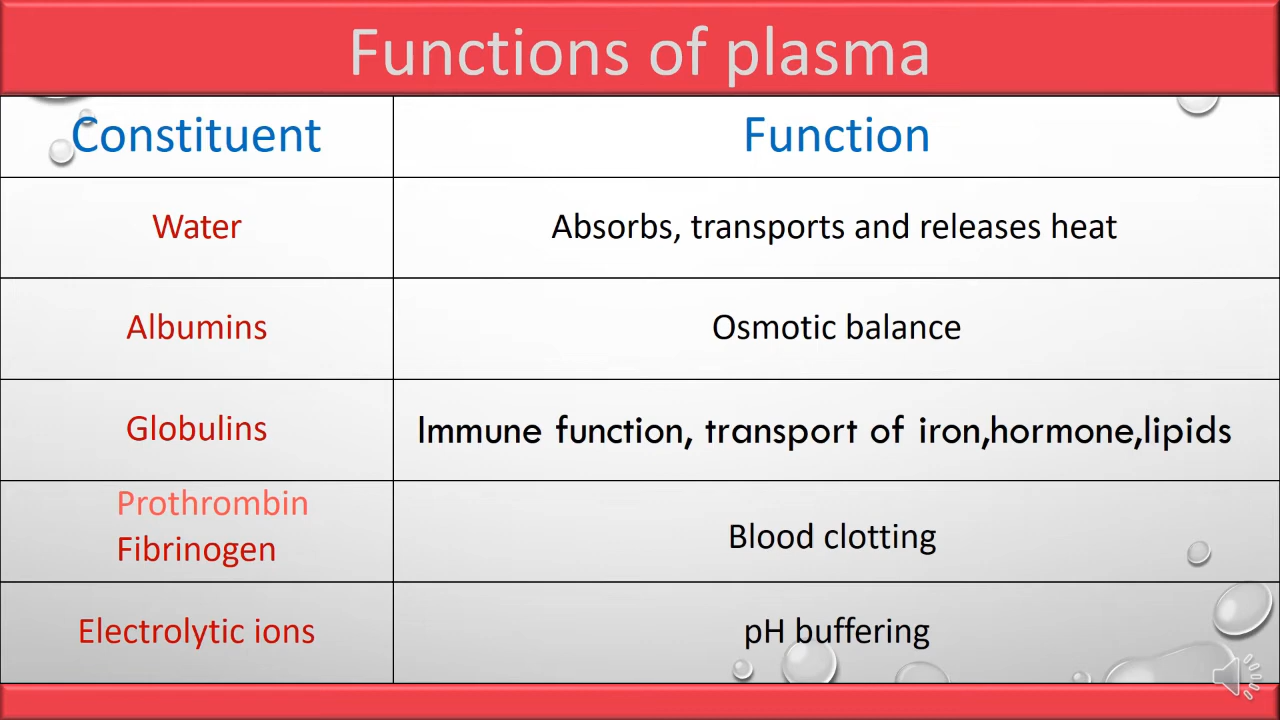 Functions of plasma
Constituent
Function
Water
Absorbs, transports and releases heat
Albumins
Osmotic balance
Globulins
Immune function, transport of iron,hormone,lipids
Prothrombin
Fibrinogen
Blood clotting
Electrolytic ions
pH buffering